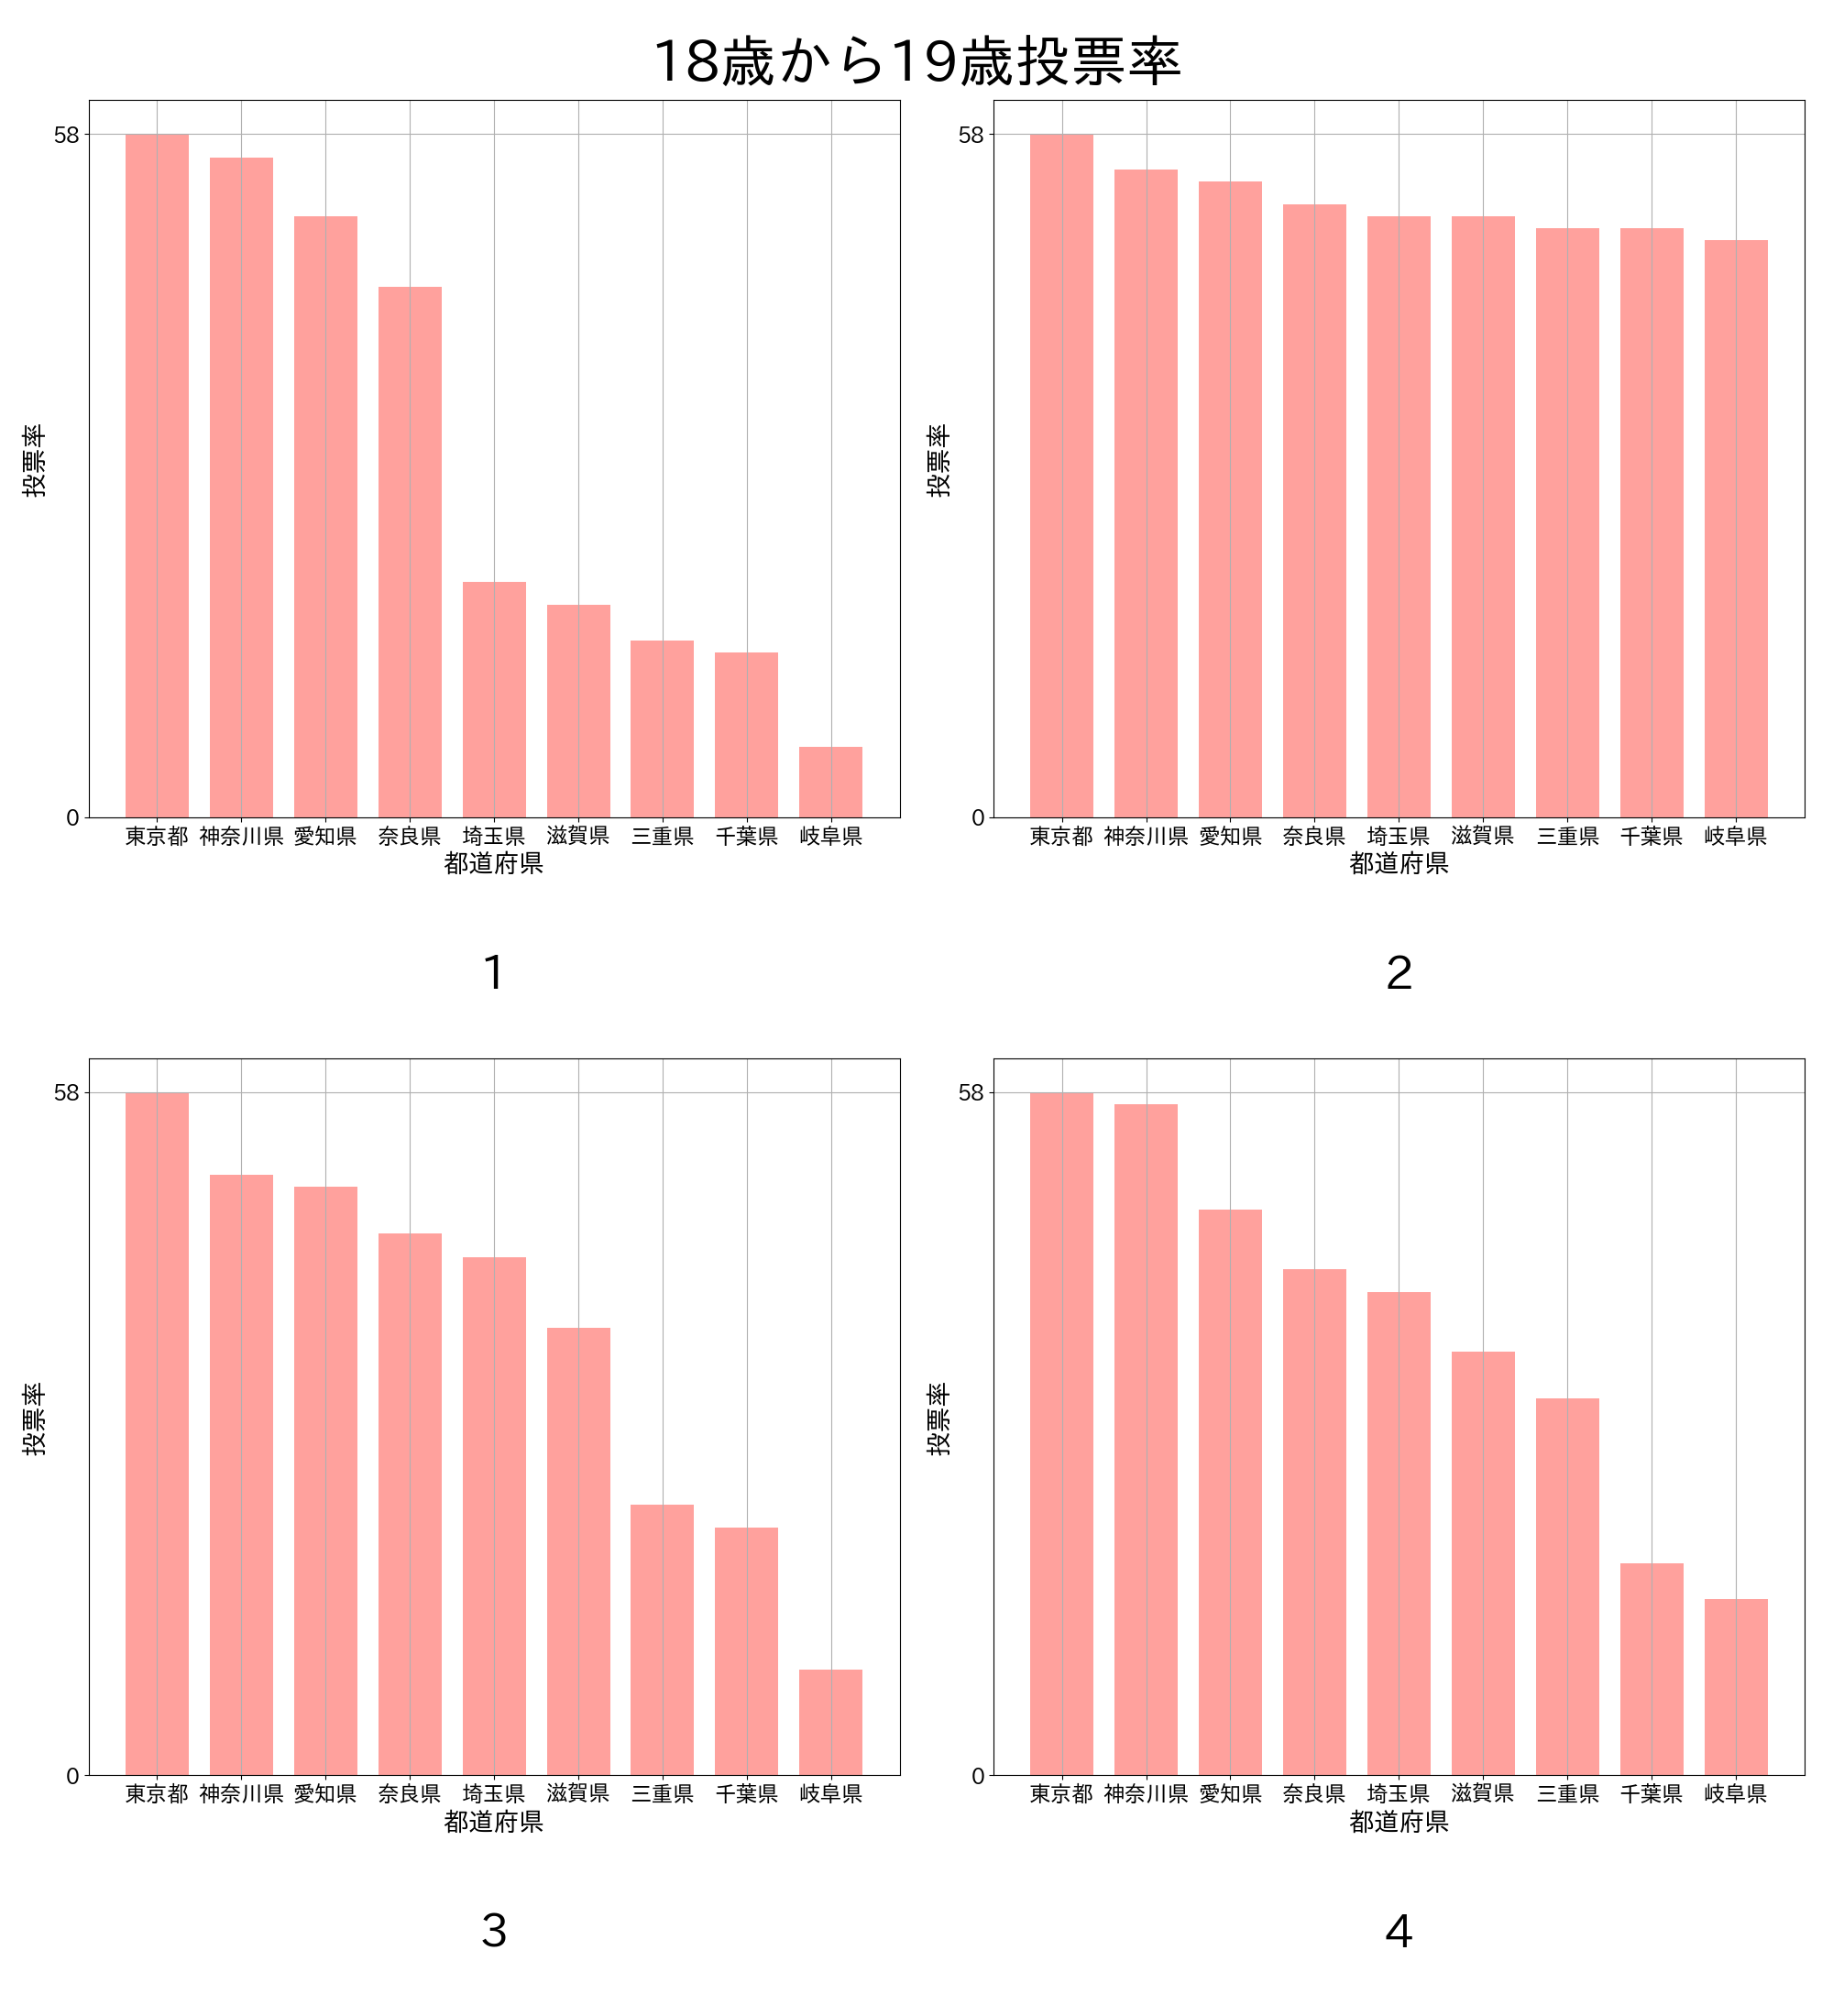 18歳から19歳投票率
58
0
投票率
東京都 神奈川県 愛知県 奈良県 埼玉県 滋賀県 三重県 千葉県 岐阜県
都道府県
1
58
0
投票率
東京都 神奈川県 愛知県 奈良県 埼玉県 滋賀県 三重県 千葉県 岐阜県
都道府県
2
58
0
投票率
東京都 神奈川県 愛知県 奈良県 埼玉県 滋賀県 三重県 千葉県 岐阜県
都道府県
3
58
0
投票率
東京都 神奈川県 愛知県 奈良県 埼玉県 滋賀県 三重県 千葉県 岐阜県
都道府県
4